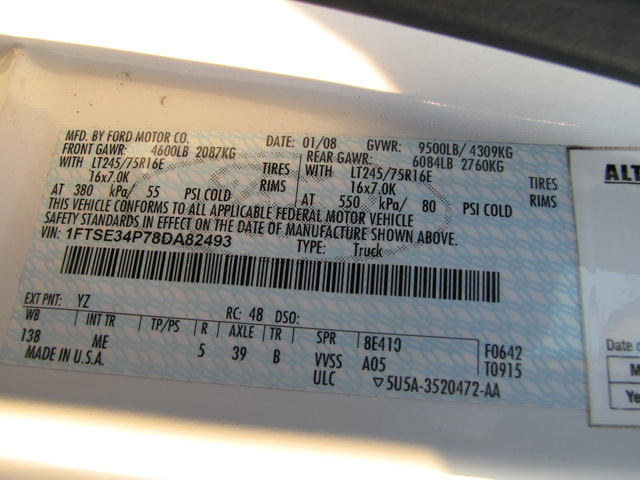 MFD. BY FORD MOTOR CO. DATE: 01/08 GVWR: 9500LB/ 4309KG
FRONT GAWR: 4600LB 2087KG REAR GAWR: 6084LB 2760KG
WITH LT245/75R16E TIRES WITH LT245/75R16E TIRES
16x7.0K RIMS 16x7.0K RIMS
AT 380 kPa/ 55 PSI COLD AT 550 kPa/ 80 PSI COLD
THIS VEHICLE CONFORMS TO ALL APPLICABLE FEDERAL MOTOR VEHICLE
SAFETY STANDARDS IN EFFECT ON THE DATE OF MANUFACTURE SHOWN ABOVE.
VIN: 1FTSE34P78DA82493 TYPE: Truck
EXT PNT: YZ RC: 48 DSO:
WB INT TR TP/PS R AXLE TR SPR 8E410 F0642
138 ME 5 39 B VVSS A05 T0915
MADE IN U.S.A. ULC ▽5U5A-3520472-AA
ALT
Date o
M
Ye